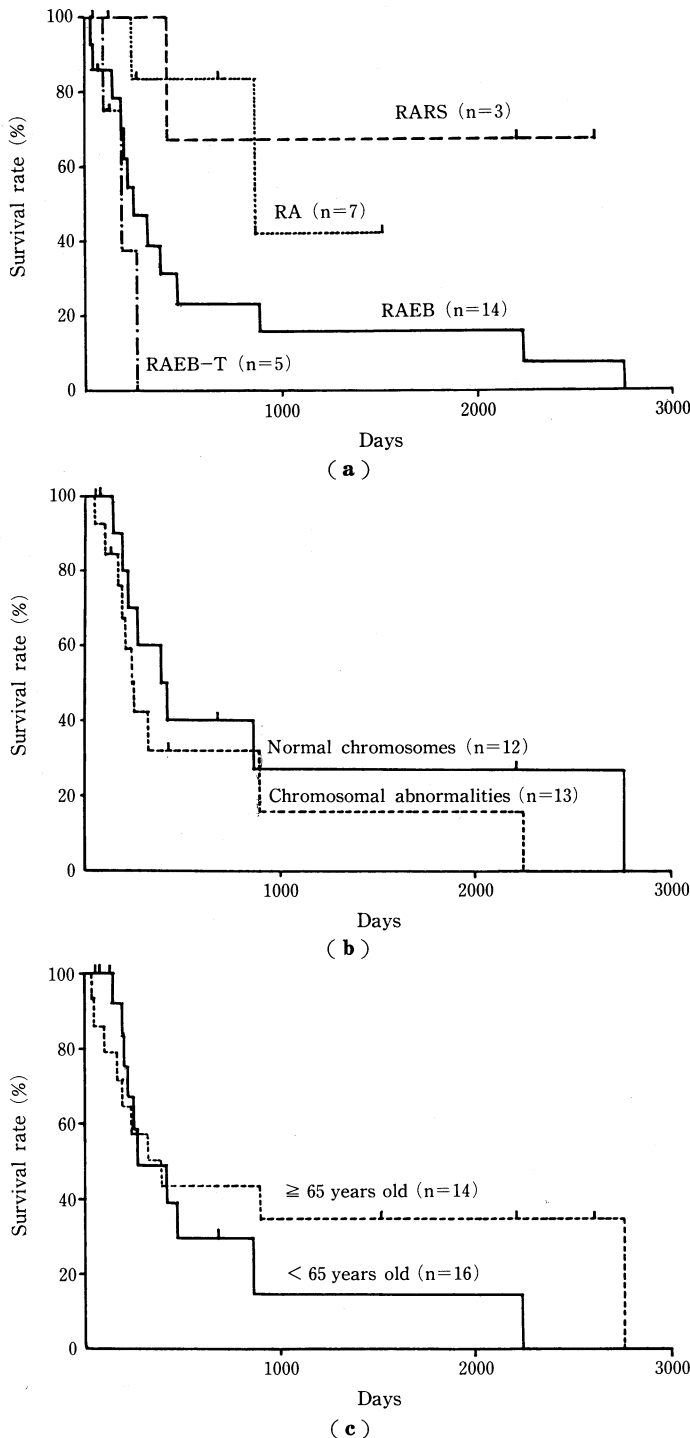 100
80
60
40
20
0
Survival rate (%)
RARS (n=3)
RA (n=7)
RAEB (n=14)
RAEB-T (n=5)
1000
2000
3000
Days
(a)
100
80
60
40
20
0
Survival rate (%)
Normal chromosomes (n=12)
Chromosomal abnormalities (n=13)
1000
2000
3000
Days
(b)
100
80
60
40
20
0
Survival rate (%)
≧ 65 years old (n=14)
< 65 years old (n=16)
1000
2000
3000
Days
(c)